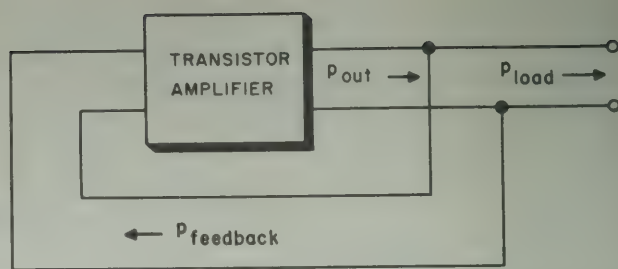 TRANSISTOR
AMPLIFIER
Pout
Pload
Pfeedback